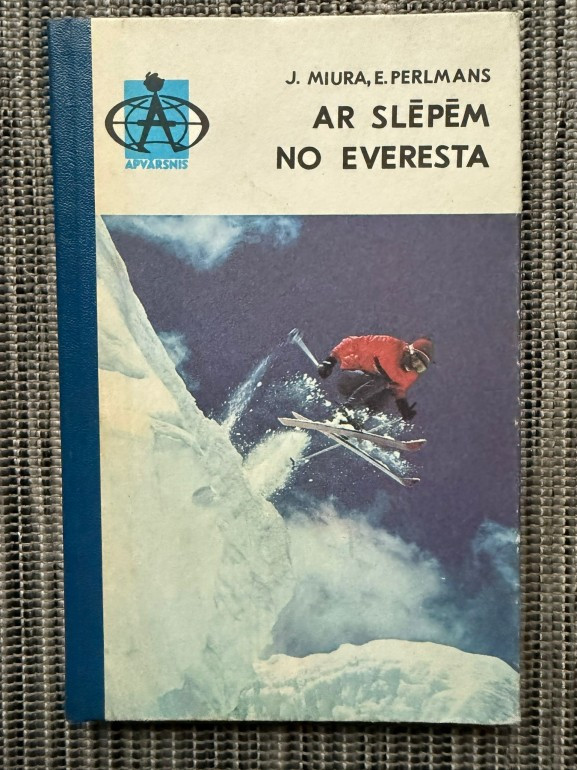 J. MIURA, E. PERLMANS
AR SLĒPĒM
NO EVERESTA
APVĀRSNIS